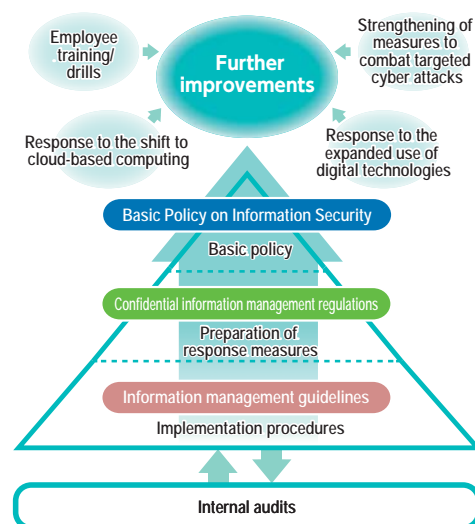 Employee
training/
drills
Strengthening of
measures to
combat targeted
cyber attacks
Further
improvements
Response to the shift to
cloud-based computing
Response to the
expanded use of
digital technologies
Basic Policy on Information Security
Basic policy
Confidential information management regulations
Preparation of
response measures
Information management guidelines
Implementation procedures
Internal audits